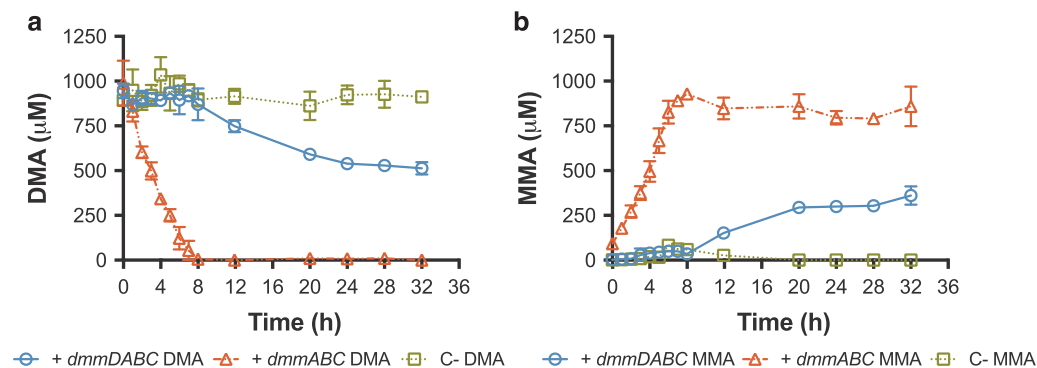 a
b
1250
1000
750
500
250
0
DMA (μM)
0 4 8 12 16 20 24 28 32 36
Time (h)
1250
1000
750
500
250
0
MMA (μM)
0 4 8 12 16 20 24 28 32 36
Time (h)
+ dmmDABC DMA + dmmABC DMA C- DMA
+ dmmDABC MMA + dmmABC MMA C- MMA